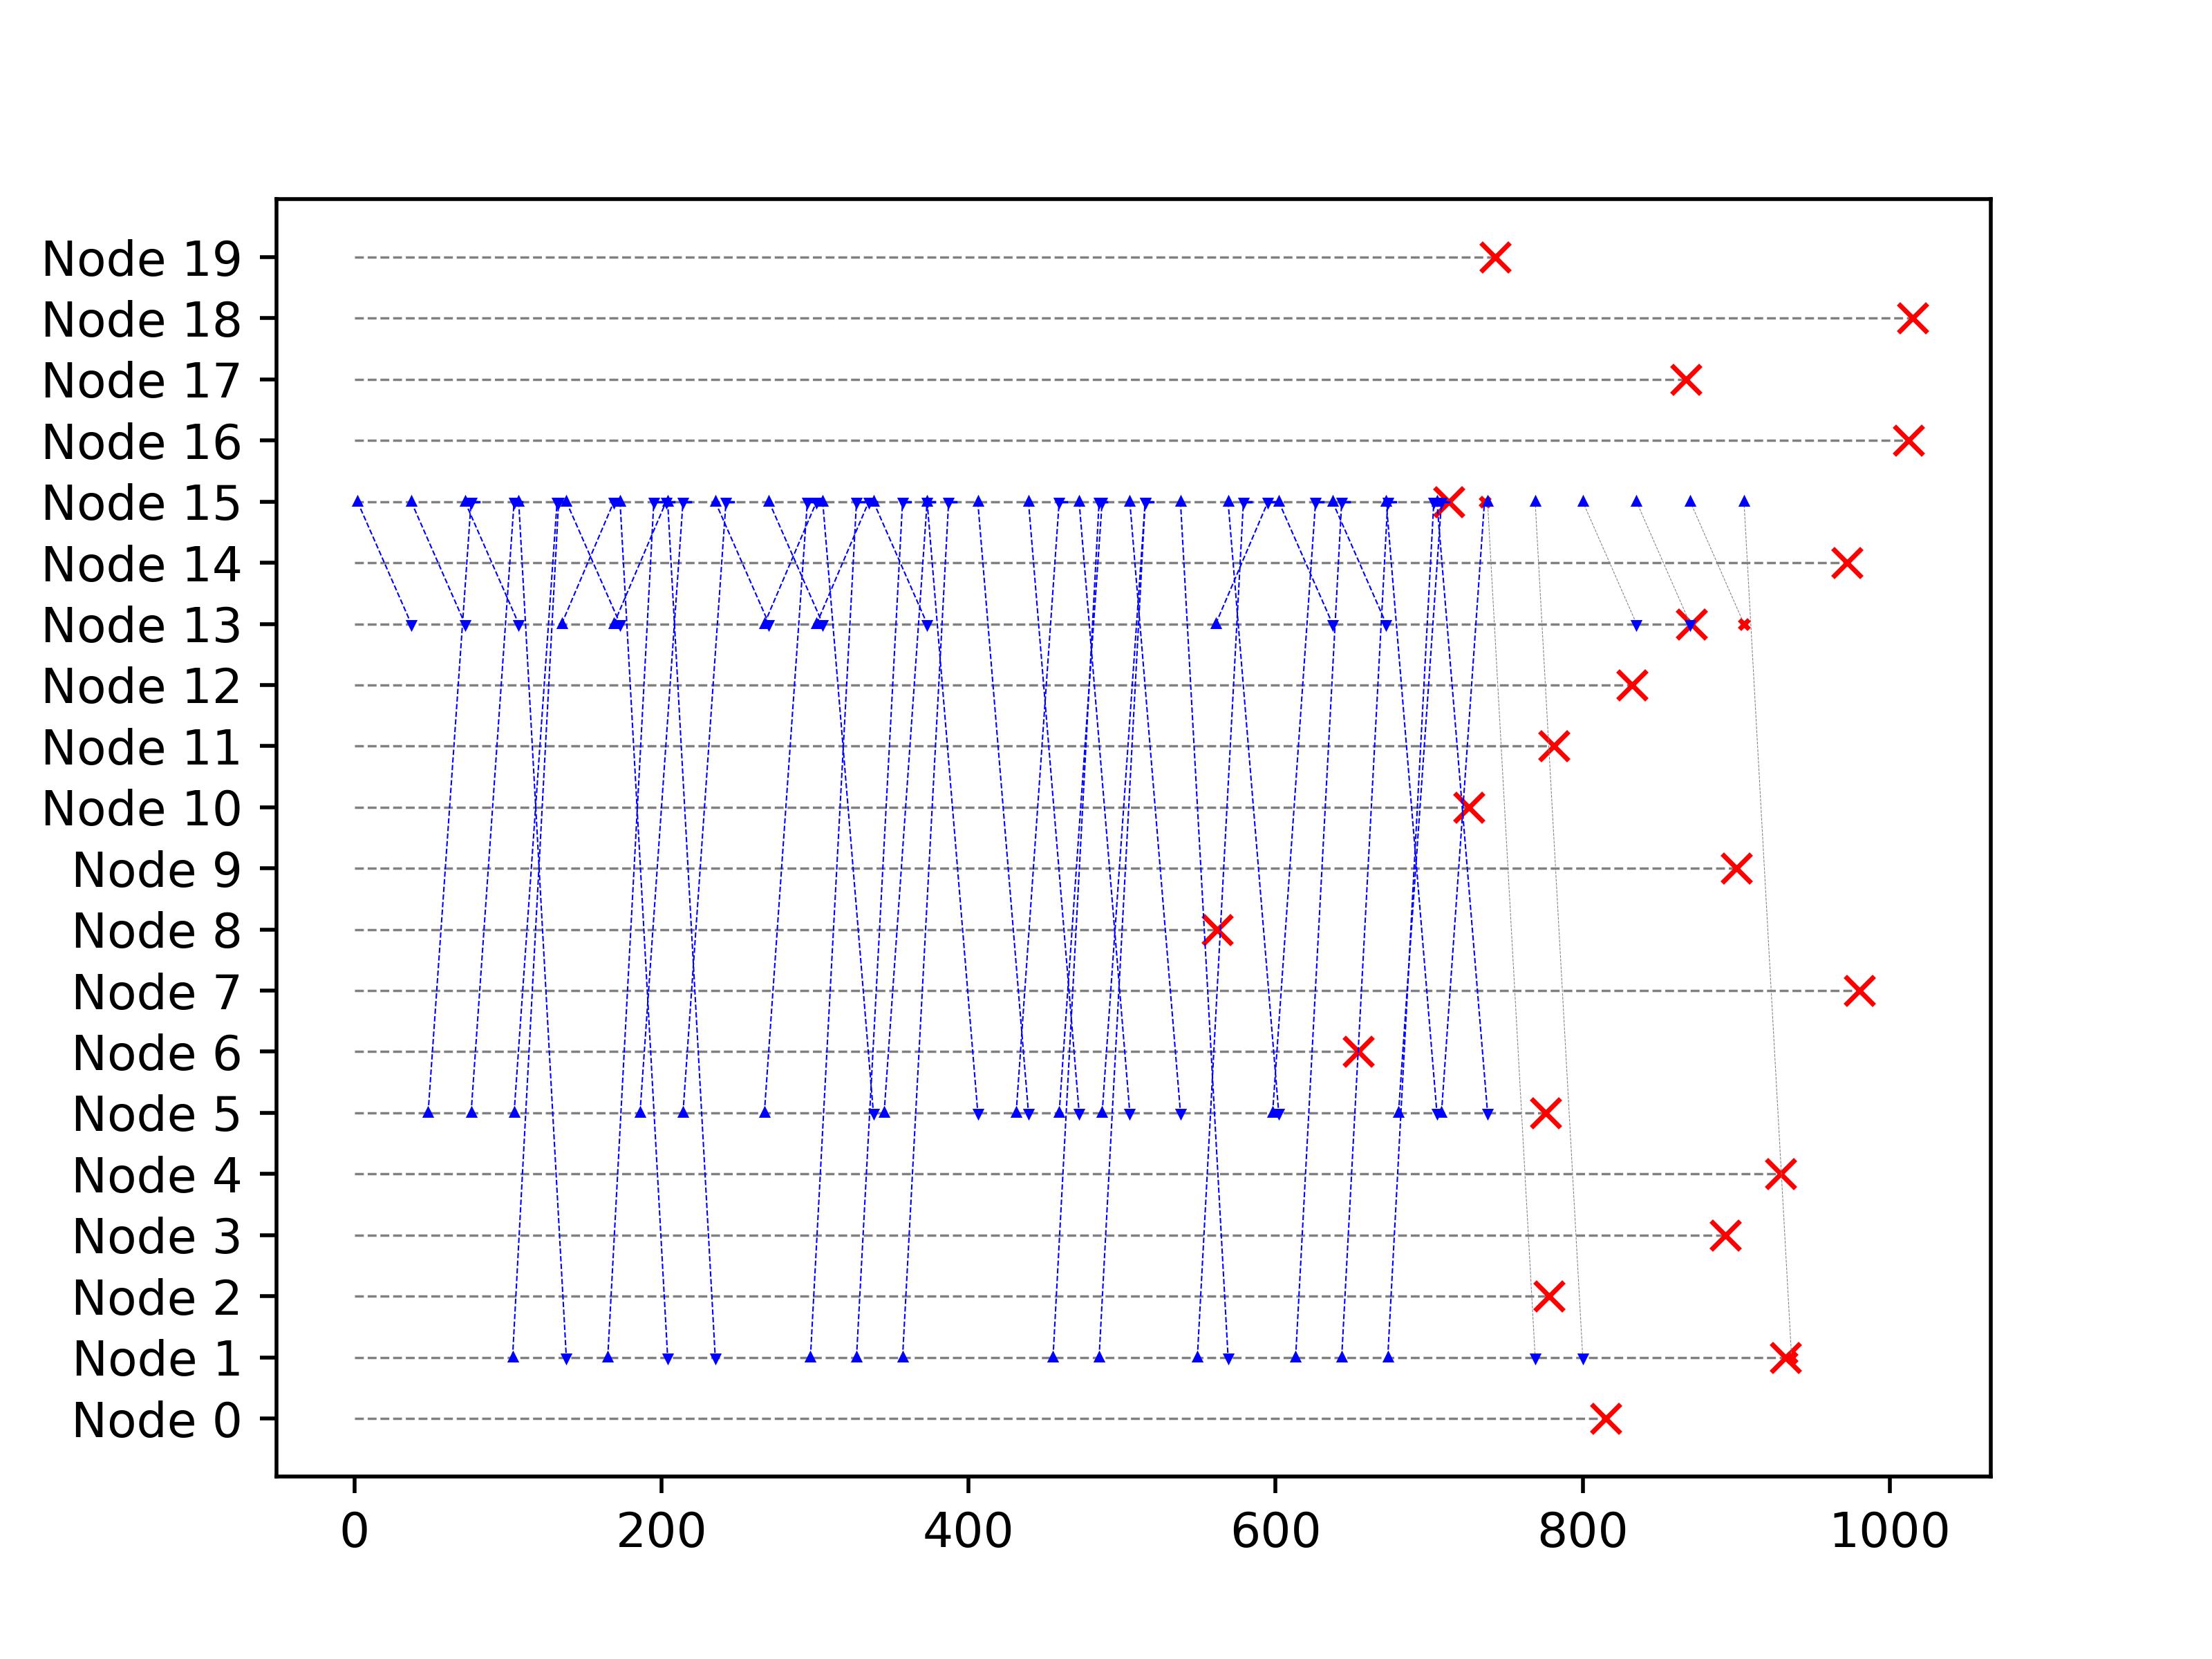 Node 19
Node 18
Node 17
Node 16
Node 15
Node 14
Node 13
Node 12
Node 11
Node 10
Node 9
Node 8
Node 7
Node 6
Node 5
Node 4
Node 3
Node 2
Node 1
Node 0
0 200 400 600 800 1000